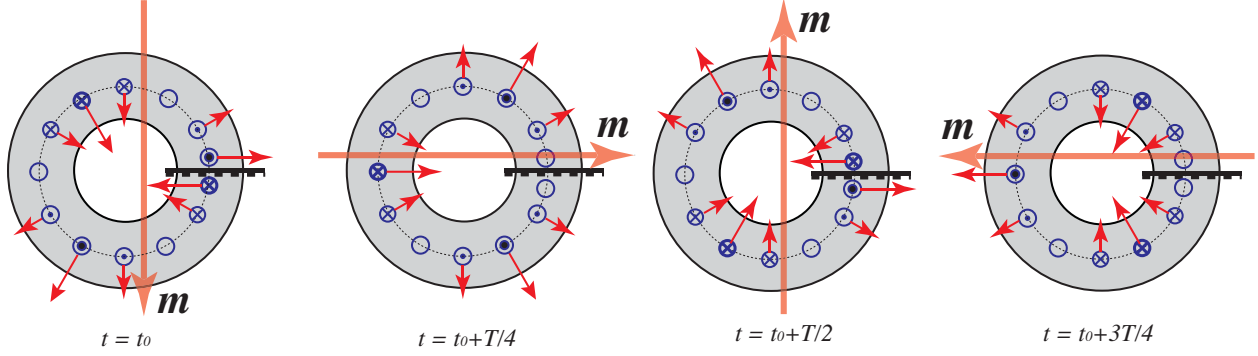 m
m
m
m
t = t₀
t = t₀+T/4
t = t₀+T/2
t = t₀+3T/4